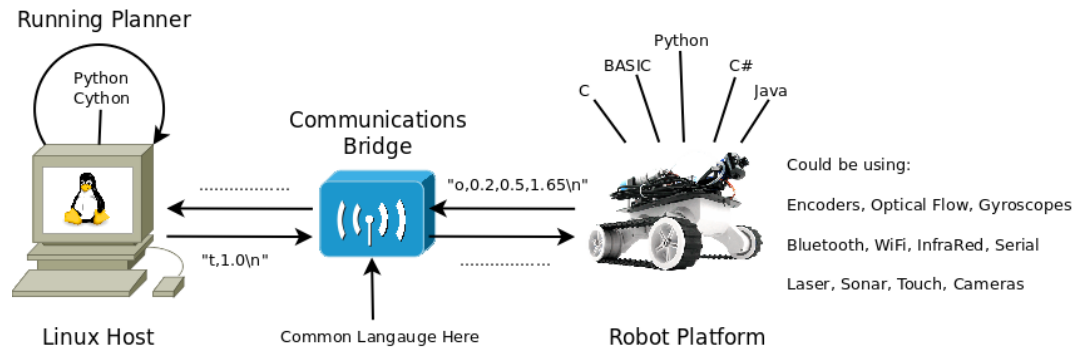 Running Planner
Python
Cython
Linux Host
"t,1.0\n"
Communications
Bridge
"o,0.2,0.5,1.65\n"
Common Langauge Here
C
BASIC
Python
C#
Java
Robot Platform
Could be using:
Encoders, Optical Flow, Gyroscopes
Bluetooth, WiFi, InfraRed, Serial
Laser, Sonar, Touch, Cameras